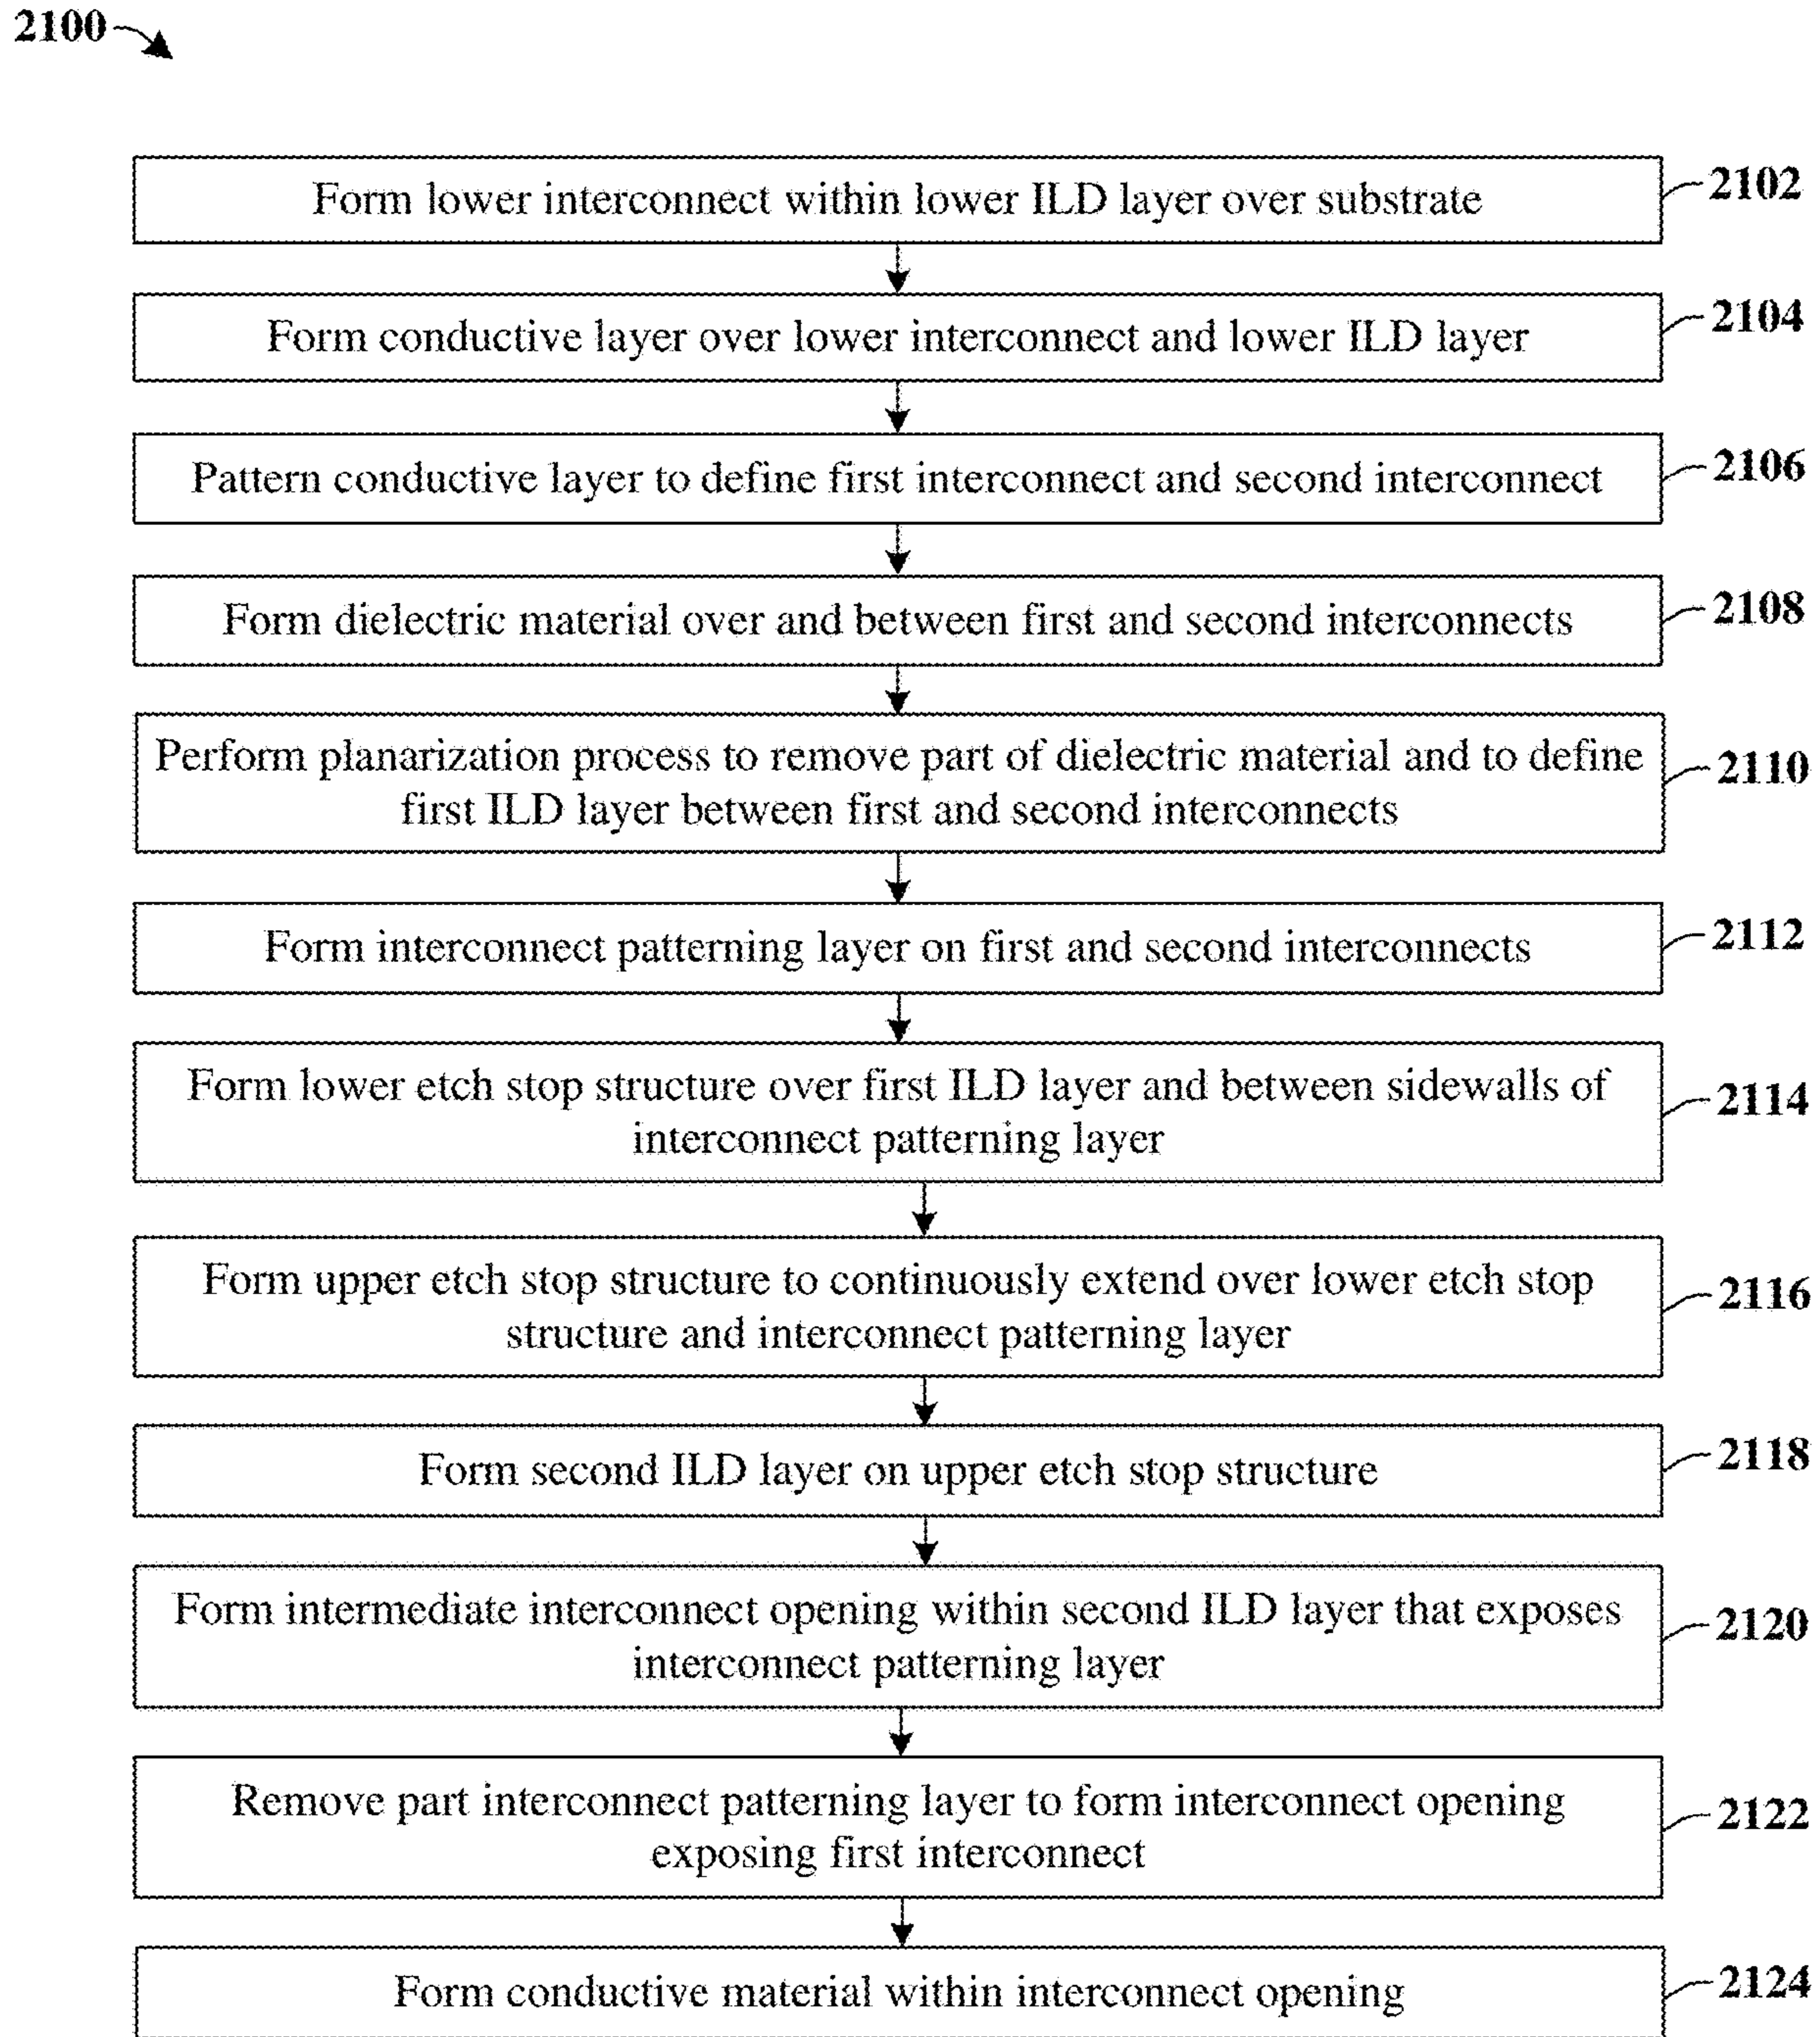 2100
Form lower interconnect within lower ILD layer over substrate
2102
Form conductive layer over lower interconnect and lower ILD layer
2104
Pattern conductive layer to define first interconnect and second interconnect
2106
Form dielectric material over and between first and second interconnects
2108
Perform planarization process to remove part of dielectric material and to define
first ILD layer between first and second interconnects
2110
Form interconnect patterning layer on first and second interconnects
2112
Form lower etch stop structure over first ILD layer and between sidewalls of
interconnect patterning layer
2114
Form upper etch stop structure to continuously extend over lower etch stop
structure and interconnect patterning layer
2116
Form second ILD layer on upper etch stop structure
2118
Form intermediate interconnect opening within second ILD layer that exposes
interconnect patterning layer
2120
Remove part interconnect patterning layer to form interconnect opening
exposing first interconnect
2122
Form conductive material within interconnect opening
2124